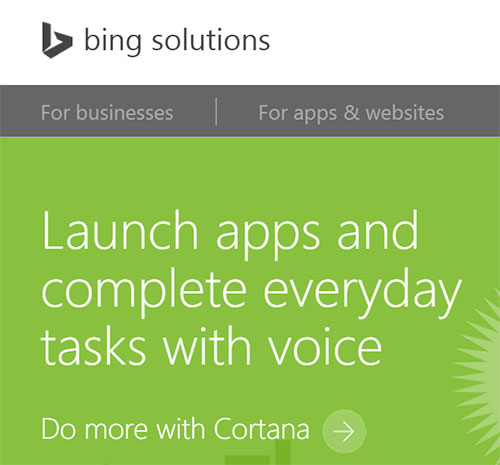 bing solutions
For businesses
For apps & websites
Launch apps and
complete everyday
tasks with voice
Do more with Cortana